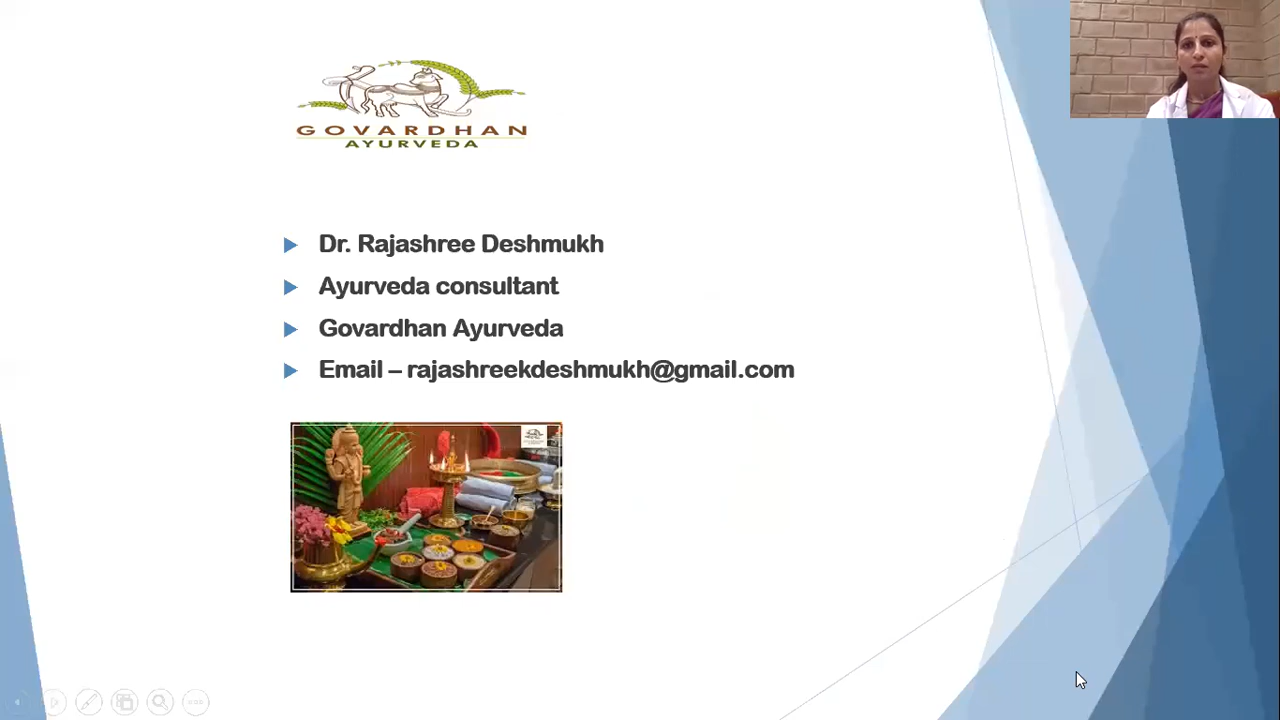 GOVARDHAN
AYURVEDA
Dr. Rajashree Deshmukh
Ayurveda consultant
Govardhan Ayurveda
Email – rajashreekdeshmukh@gmail.com